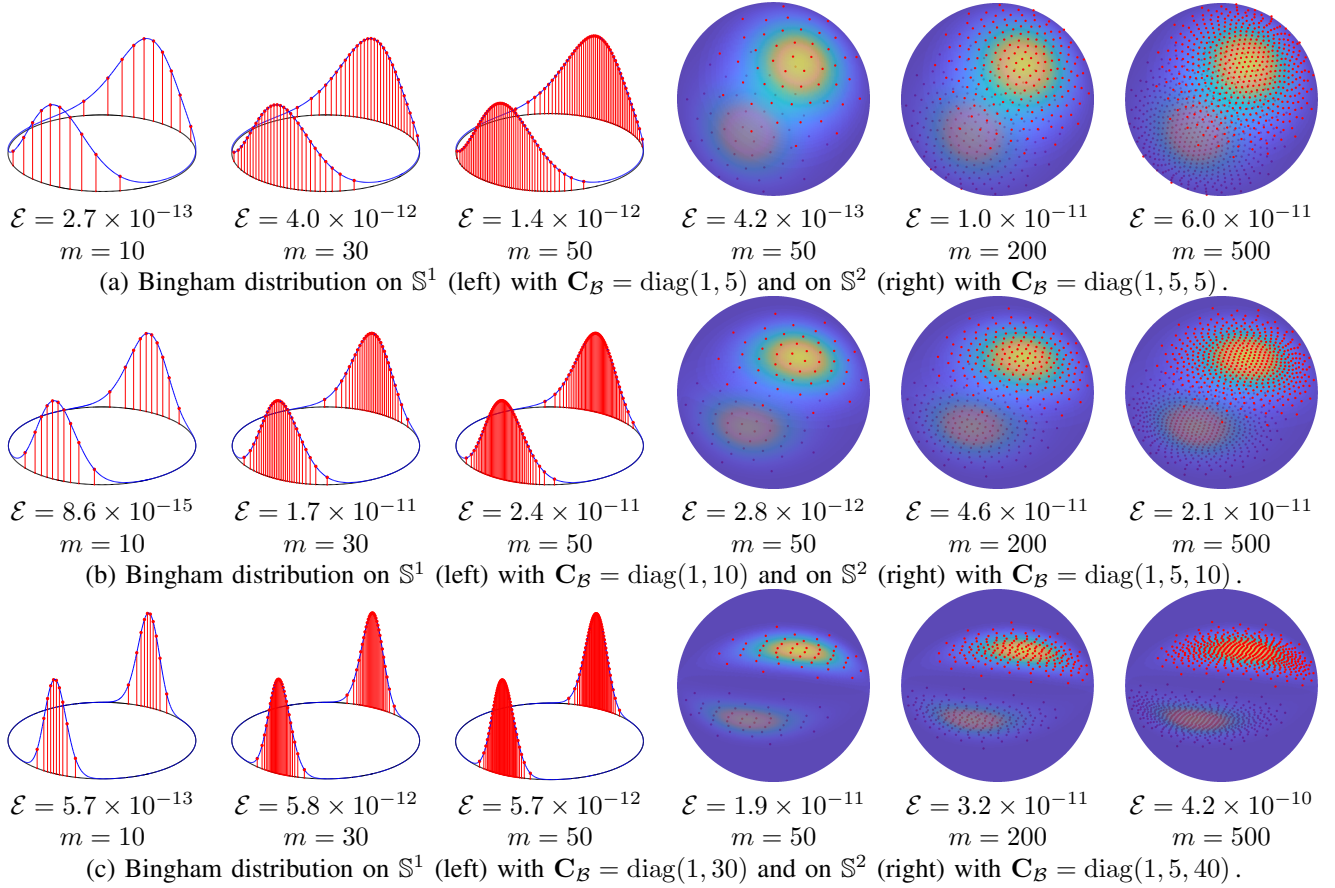 ℰ = 2.7 × 10⁻¹³ ℰ = 4.0 × 10⁻¹² ℰ = 1.4 × 10⁻¹² ℰ = 4.2 × 10⁻¹³ ℰ = 1.0 × 10⁻¹¹ ℰ = 6.0 × 10⁻¹¹
m = 10 m = 30 m = 50 m = 50 m = 200 m = 500
(a) Bingham distribution on 𝕊¹ (left) with C_ℬ = diag(1, 5) and on 𝕊² (right) with C_ℬ = diag(1, 5, 5) .
ℰ = 8.6 × 10⁻¹⁵ ℰ = 1.7 × 10⁻¹¹ ℰ = 2.4 × 10⁻¹¹ ℰ = 2.8 × 10⁻¹² ℰ = 4.6 × 10⁻¹¹ ℰ = 2.1 × 10⁻¹¹
m = 10 m = 30 m = 50 m = 50 m = 200 m = 500
(b) Bingham distribution on 𝕊¹ (left) with C_ℬ = diag(1, 10) and on 𝕊² (right) with C_ℬ = diag(1, 5, 10) .
ℰ = 5.7 × 10⁻¹³ ℰ = 5.8 × 10⁻¹² ℰ = 5.7 × 10⁻¹² ℰ = 1.9 × 10⁻¹¹ ℰ = 3.2 × 10⁻¹¹ ℰ = 4.2 × 10⁻¹⁰
m = 10 m = 30 m = 50 m = 50 m = 200 m = 500
(c) Bingham distribution on 𝕊¹ (left) with C_ℬ = diag(1, 30) and on 𝕊² (right) with C_ℬ = diag(1, 5, 40) .